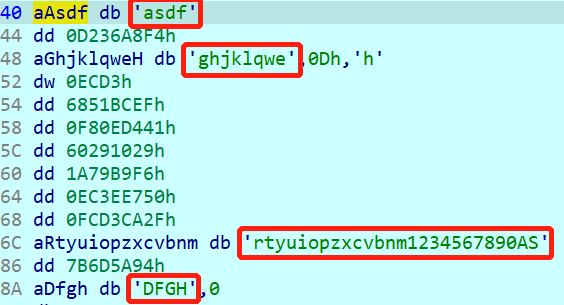 40 aAsdf db 'asdf'
44 dd 0D236A8F4h
48 aGhjklqweH db 'ghjklqwe',0Dh,'h'
52 dw 0ECD3h
54 dd 6851BCEFh
58 dd 0F80ED441h
5C dd 60291029h
60 dd 1A79B9F6h
64 dd 0EC3EE750h
68 dd 0FCD3CA2Fh
6C aRtyuiopzxcvbnm db 'rtyuiopzxcvbnm1234567890AS'
86 dd 7B6D5A94h
8A aDfgh db 'DFGH',0